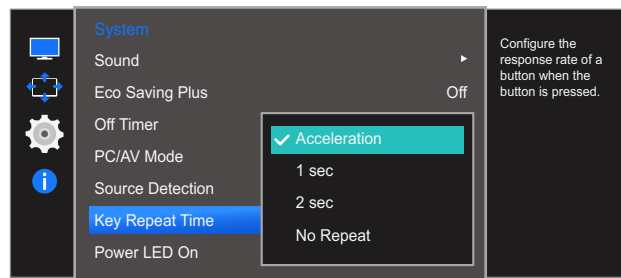 System
Sound
Eco Saving Plus Off
Off Timer
PC/AV Mode
Source Detection
Key Repeat Time
Power LED On
Acceleration
1 sec
2 sec
No Repeat
Configure the
response rate of a
button when the
button is pressed.